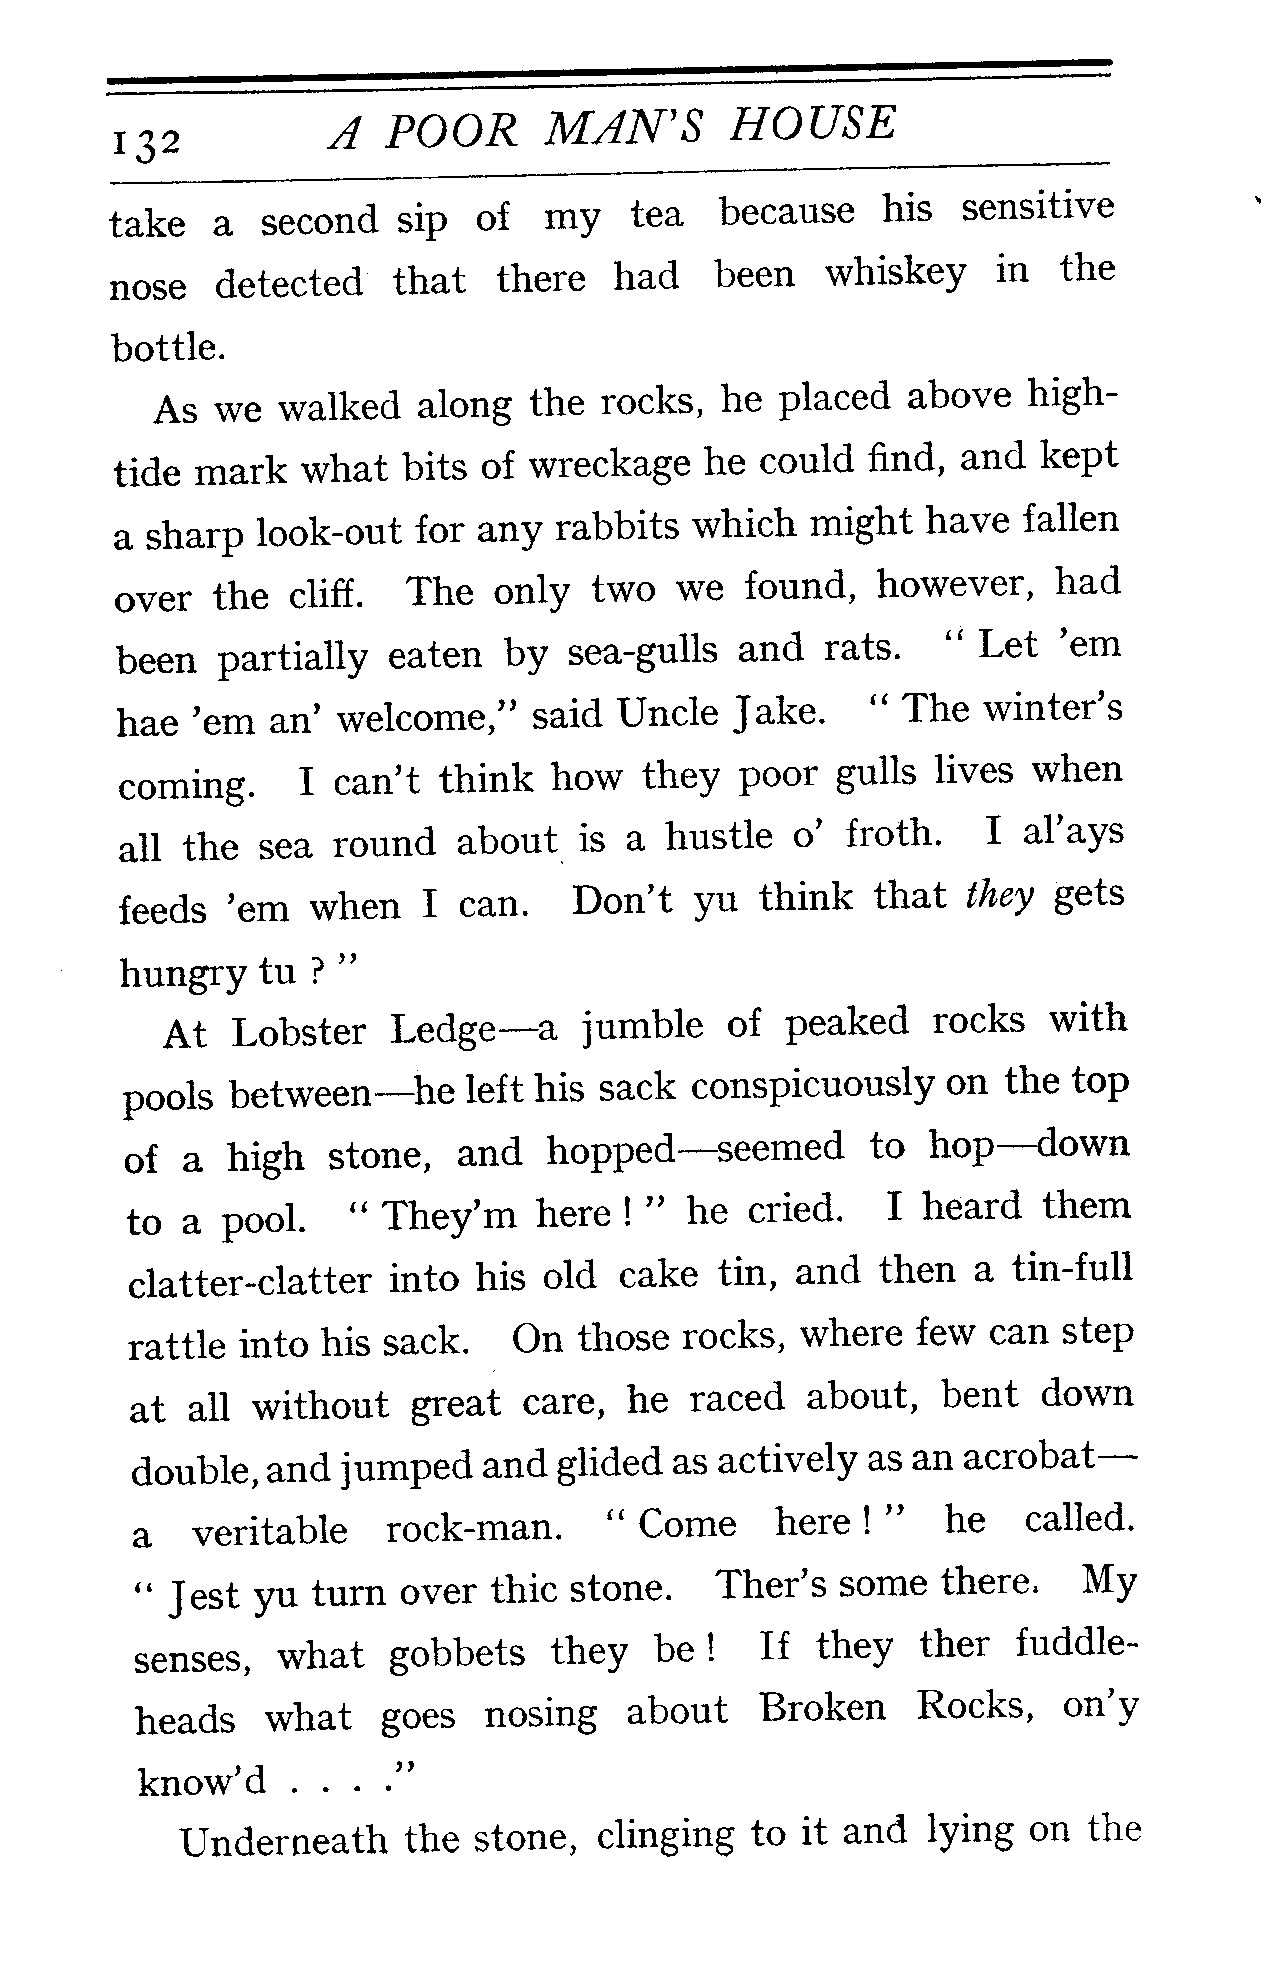 132 A POOR MAN'S HOUSE
take a second sip of my tea because his sensitive
nose detected that there had been whiskey in the
bottle.
As we walked along the rocks, he placed above high-
tide mark what bits of wreckage he could find, and kept
a sharp look-out for any rabbits which might have fallen
over the cliff. The only two we found, however, had
been partially eaten by sea-gulls and rats. “ Let ’em
hae ’em an’ welcome,” said Uncle Jake. “ The winter’s
coming. I can’t think how they poor gulls lives when
all the sea round about is a hustle o’ froth. I al’ays
feeds ’em when I can. Don’t yu think that they gets
hungry tu ? ”
At Lobster Ledge—a jumble of peaked rocks with
pools between—he left his sack conspicuously on the top
of a high stone, and hopped—seemed to hop—down
to a pool. “ They’m here ! ” he cried. I heard them
clatter-clatter into his old cake tin, and then a tin-full
rattle into his sack. On those rocks, where few can step
at all without great care, he raced about, bent down
double, and jumped and glided as actively as an acrobat—
a veritable rock-man. “ Come here ! ” he called.
“ Jest yu turn over thic stone. Ther’s some there. My
senses, what gobbets they be ! If they ther fuddle-
heads what goes nosing about Broken Rocks, on’y
know’d . . . .”
Underneath the stone, clinging to it and lying on the